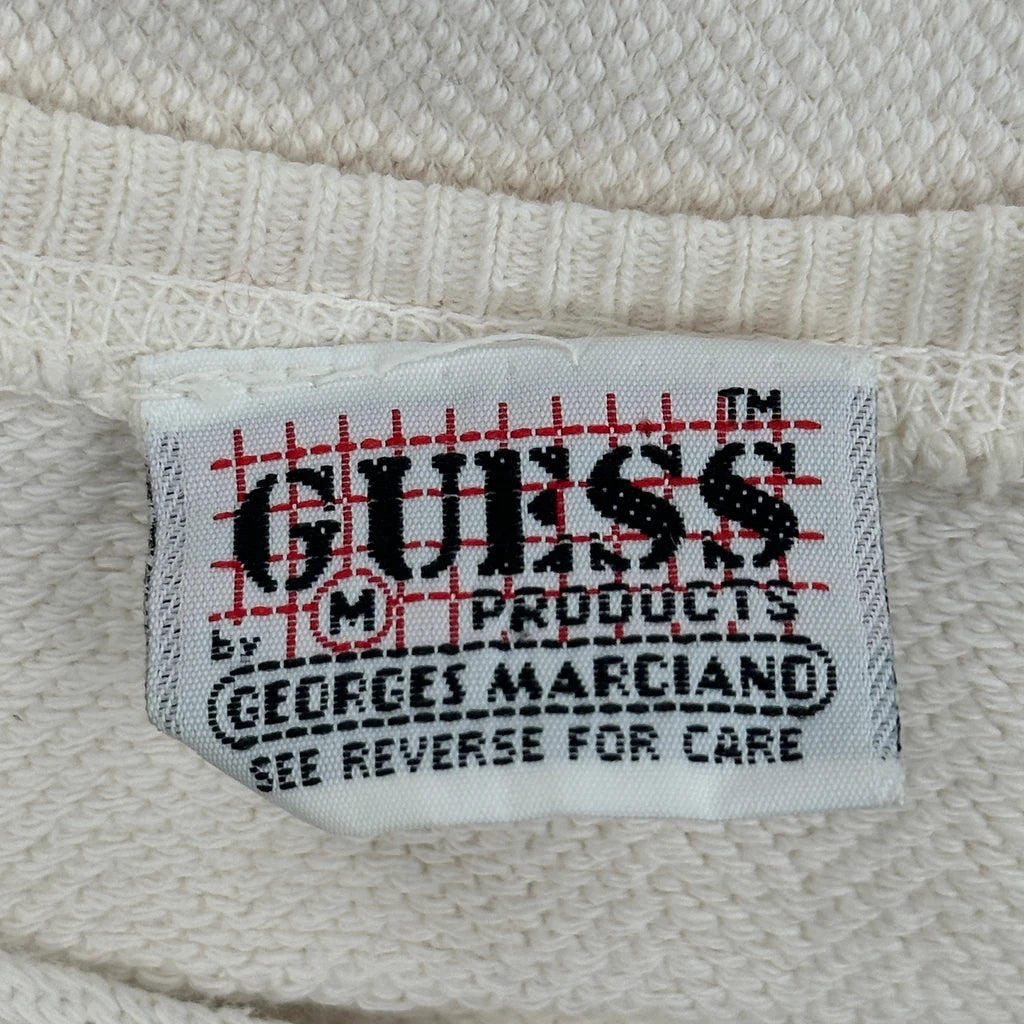 GUESS™
M PRODUCTS
by
GEORGES MARCIANO
SEE REVERSE FOR CARE